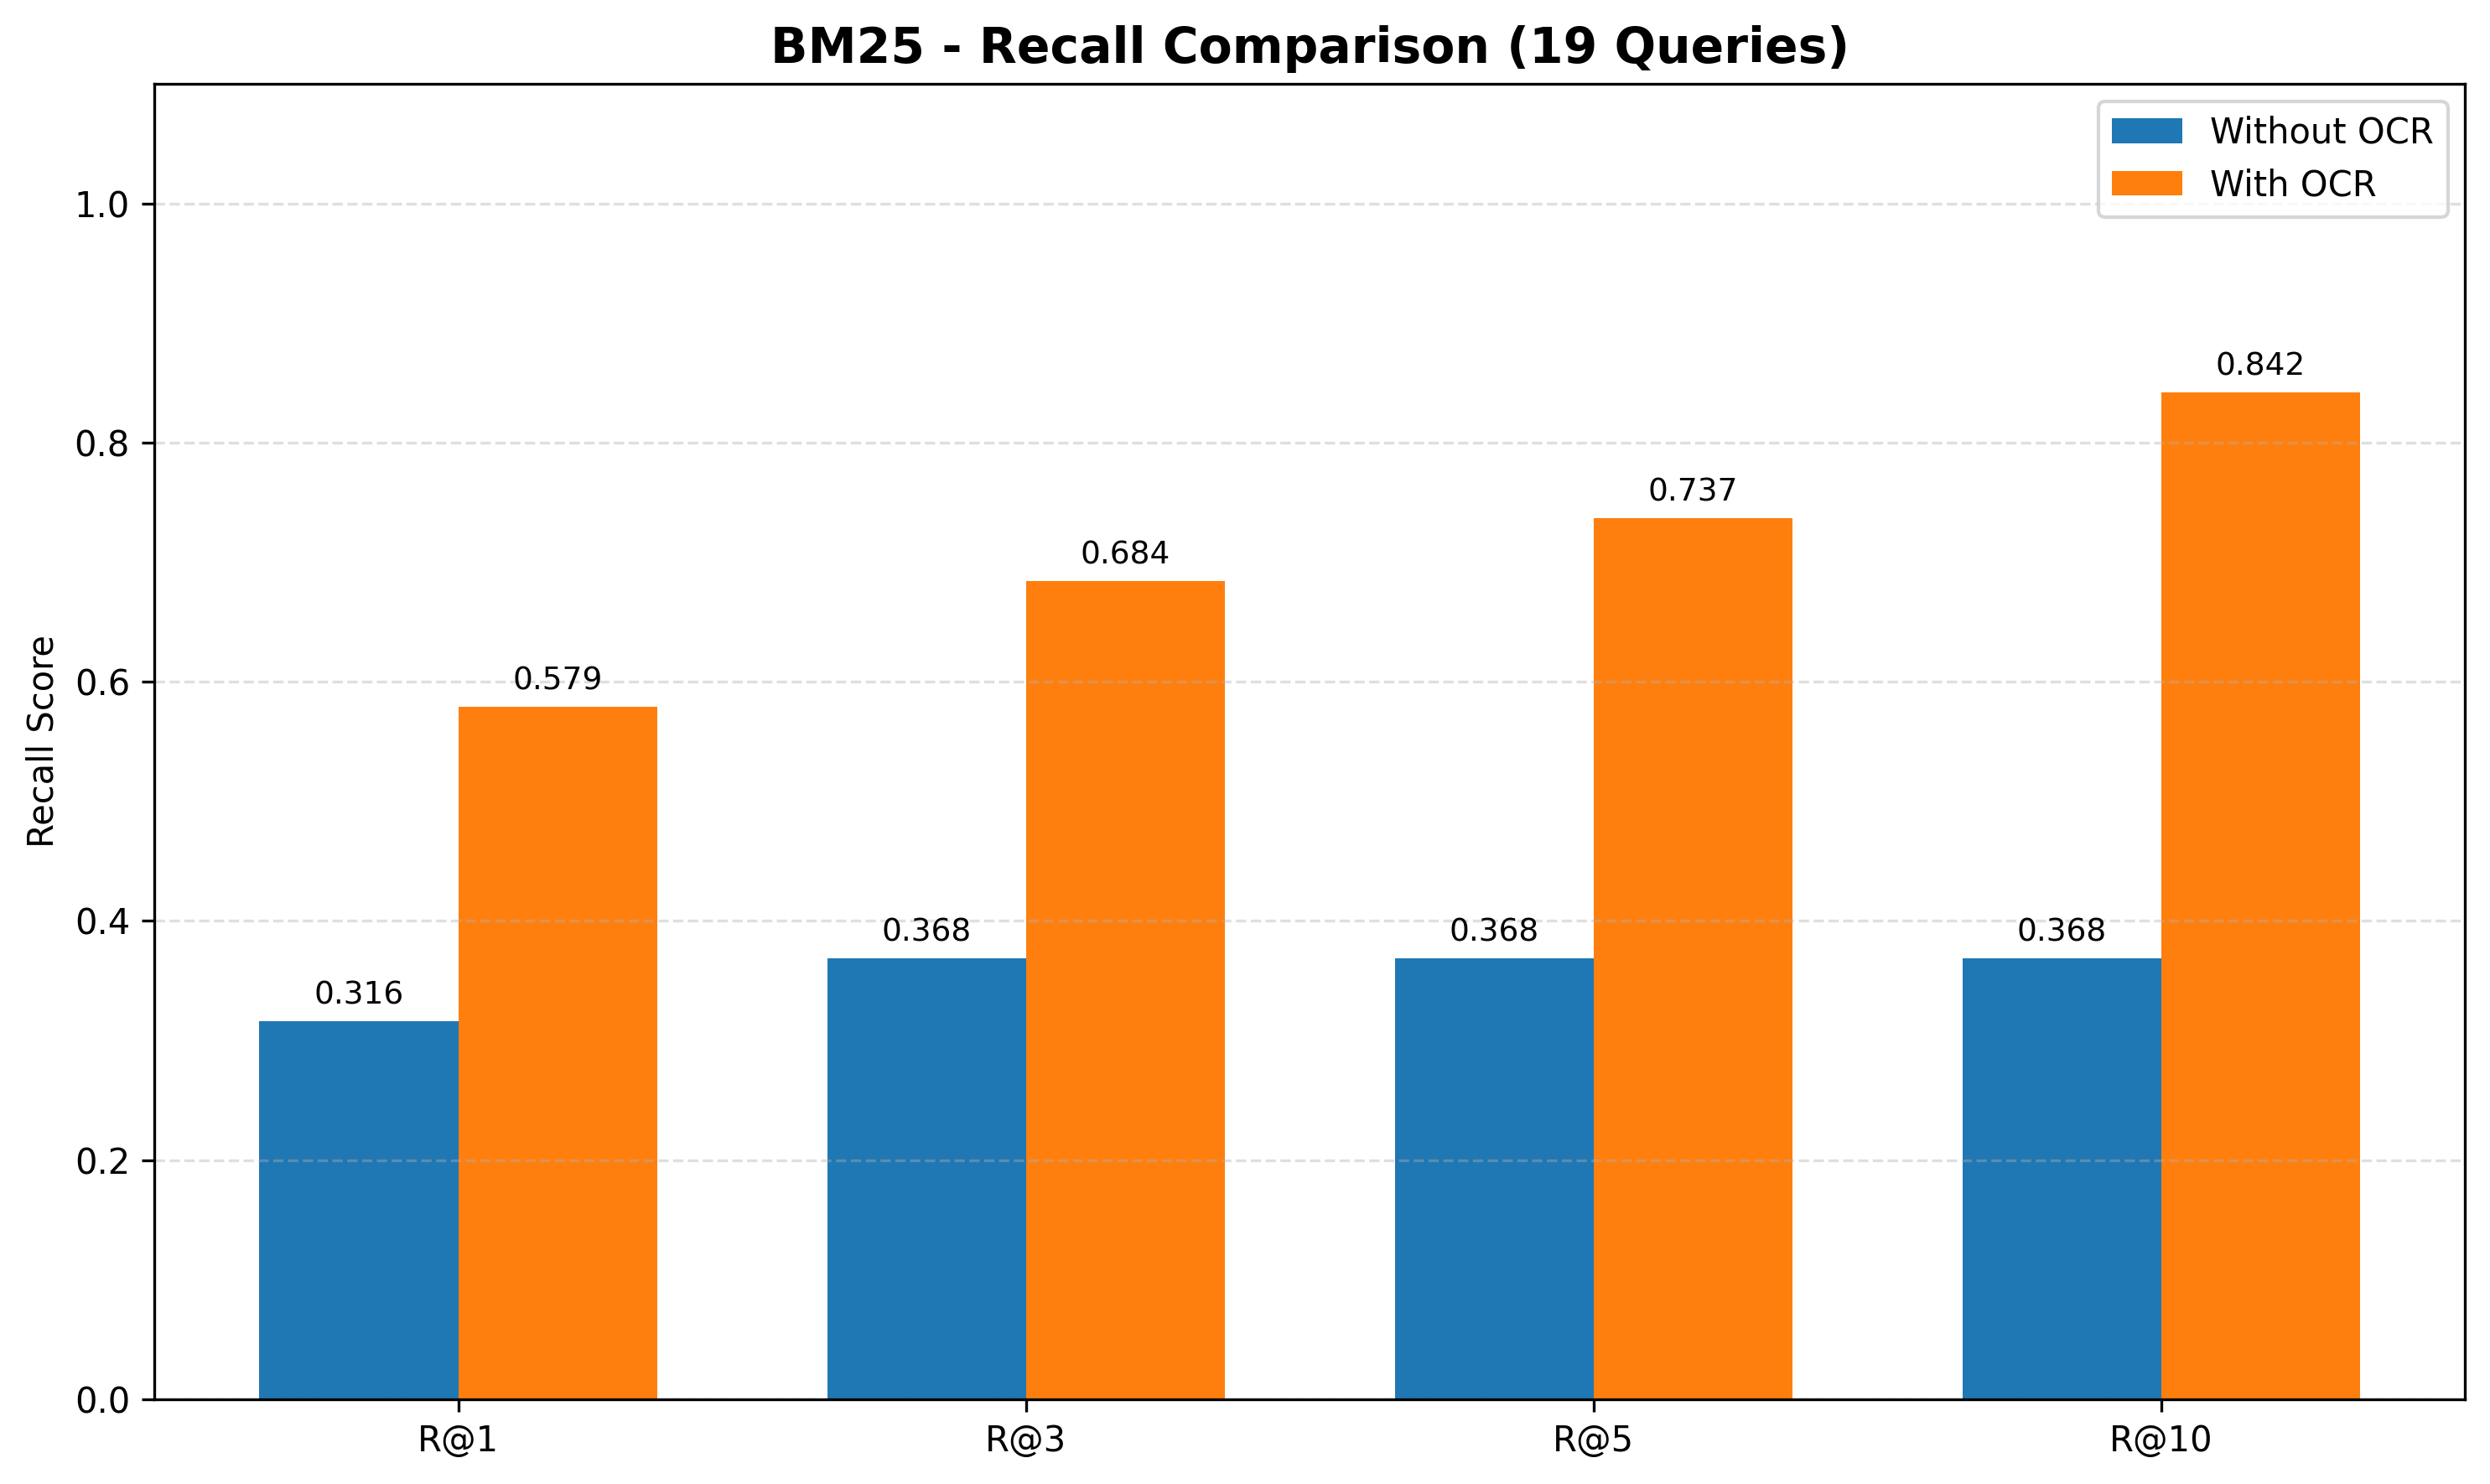 BM25 - Recall Comparison (19 Queries)
Without OCR
With OCR
Recall Score
1.0
0.8
0.6
0.4
0.2
0.0
0.316
0.579
0.368
0.684
0.368
0.737
0.368
0.842
R@1
R@3
R@5
R@10